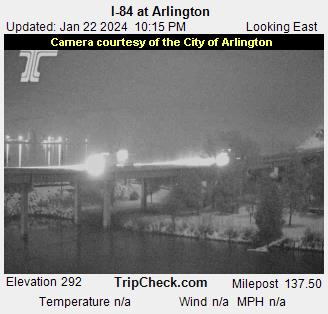 I-84 at Arlington
Updated: Jan 22 2024 10:15 PM Looking East
Camera courtesy of the City of Arlington
Elevation 292 TripCheck.com Milepost 137.50
Temperature n/a Wind n/a MPH n/a